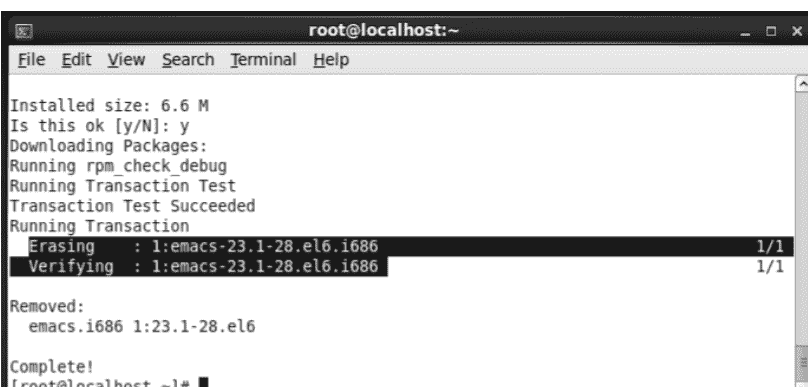 root@localhost:~
File Edit View Search Terminal Help
Installed size: 6.6 M
Is this ok [y/N]: y
Downloading Packages:
Running rpm_check_debug
Running Transaction Test
Transaction Test Succeeded
Running Transaction
  Erasing    : 1:emacs-23.1-28.el6.i686    1/1
  Verifying  : 1:emacs-23.1-28.el6.i686    1/1
Removed:
  emacs.i686 1:23.1-28.el6
Complete!
[root@localhost ~]#